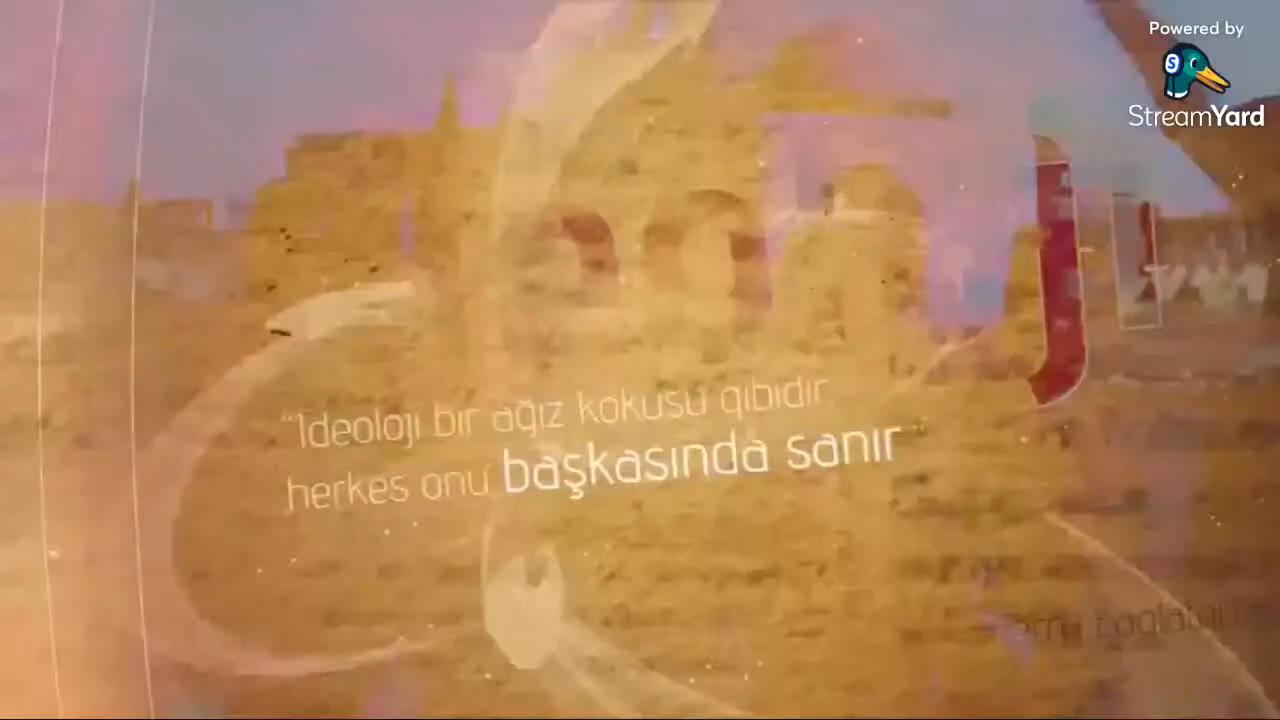 Powered by
StreamYard
"İdeoloji bir ağız kokusu gibidir
herkes onu başkasında sanır"